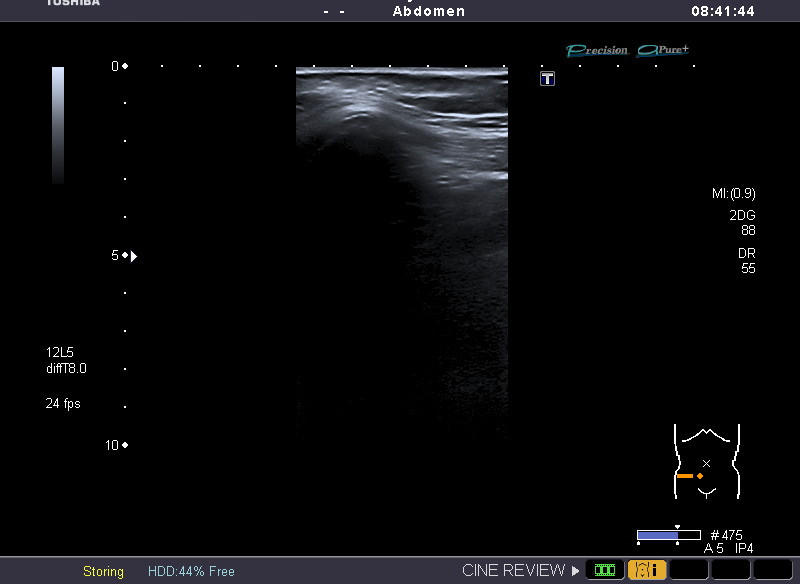 TOSHIBA
- - Abdomen 08:41:44
Precision APure+
0
T
MI:(0.9)
2DG
88
5
DR
55
12L5
diffT8.0
24 fps
10
#475
A 5 IP4
Storing HDD:44% Free CINE REVIEW
i